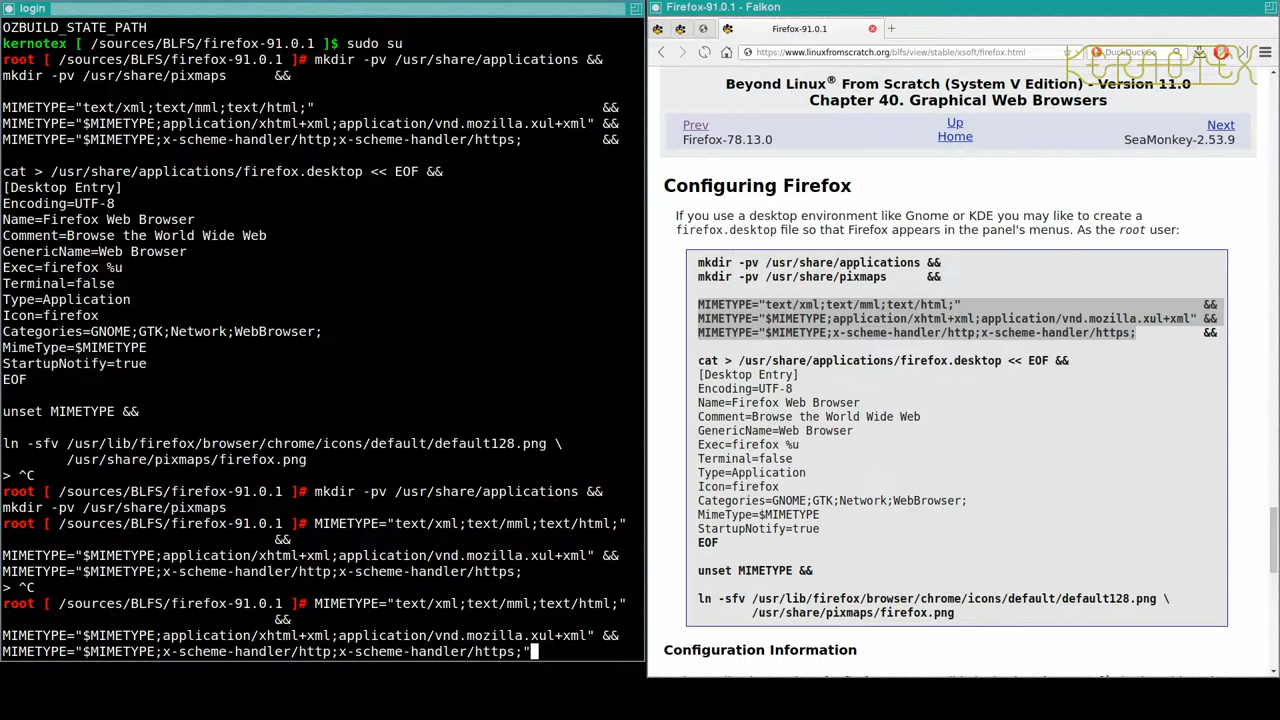 login
OZBUILD_STATE_PATH
kernotex [ /sources/BLFS/firefox-91.0.1 ]$ sudo su
root [ /sources/BLFS/firefox-91.0.1 ]# mkdir -pv /usr/share/applications &&
mkdir -pv /usr/share/pixmaps      &&
MIMETYPE="text/xml;text/mml;text/html;"                            &&
MIMETYPE="$MIMETYPE;application/xhtml+xml;application/vnd.mozilla.xul+xml" &&
MIMETYPE="$MIMETYPE;x-scheme-handler/http;x-scheme-handler/https;          &&
cat > /usr/share/applications/firefox.desktop << EOF &&
[Desktop Entry]
Encoding=UTF-8
Name=Firefox Web Browser
Comment=Browse the World Wide Web
GenericName=Web Browser
Exec=firefox %u
Terminal=false
Type=Application
Icon=firefox
Categories=GNOME;GTK;Network;WebBrowser;
MimeType=$MIMETYPE
StartupNotify=true
EOF
unset MIMETYPE &&
ln -sfv /usr/lib/firefox/browser/chrome/icons/default/default128.png \
        /usr/share/pixmaps/firefox.png
> ^C
root [ /sources/BLFS/firefox-91.0.1 ]# mkdir -pv /usr/share/applications &&
mkdir -pv /usr/share/pixmaps
root [ /sources/BLFS/firefox-91.0.1 ]# MIMETYPE="text/xml;text/mml;text/html;"
                                  &&
MIMETYPE="$MIMETYPE;application/xhtml+xml;application/vnd.mozilla.xul+xml" &&
MIMETYPE="$MIMETYPE;x-scheme-handler/http;x-scheme-handler/https;
> ^C
root [ /sources/BLFS/firefox-91.0.1 ]# MIMETYPE="text/xml;text/mml;text/html;"
                                  &&
MIMETYPE="$MIMETYPE;application/xhtml+xml;application/vnd.mozilla.xul+xml" &&
MIMETYPE="$MIMETYPE;x-scheme-handler/http;x-scheme-handler/https;"
Firefox-91.0.1 - Falkon
Firefox-91.0.1
https://www.linuxfromscratch.org/blfs/view/stable/xsoft/firefox.html
DuckDuckGo
KERNOTEX
Beyond Linux® From Scratch (System V Edition) - Version 11.0
Chapter 40. Graphical Web Browsers
Prev Up Next
Firefox-78.13.0 Home SeaMonkey-2.53.9
Configuring Firefox
If you use a desktop environment like Gnome or KDE you may like to create a
firefox.desktop file so that Firefox appears in the panel's menus. As the root user:
mkdir -pv /usr/share/applications &&
mkdir -pv /usr/share/pixmaps      &&
MIMETYPE="text/xml;text/mml;text/html;"                            &&
MIMETYPE="$MIMETYPE;application/xhtml+xml;application/vnd.mozilla.xul+xml" &&
MIMETYPE="$MIMETYPE;x-scheme-handler/http;x-scheme-handler/https;          &&
cat > /usr/share/applications/firefox.desktop << EOF &&
[Desktop Entry]
Encoding=UTF-8
Name=Firefox Web Browser
Comment=Browse the World Wide Web
GenericName=Web Browser
Exec=firefox %u
Terminal=false
Type=Application
Icon=firefox
Categories=GNOME;GTK;Network;WebBrowser;
MimeType=$MIMETYPE
StartupNotify=true
EOF
unset MIMETYPE &&
ln -sfv /usr/lib/firefox/browser/chrome/icons/default/default128.png \
        /usr/share/pixmaps/firefox.png
Configuration Information